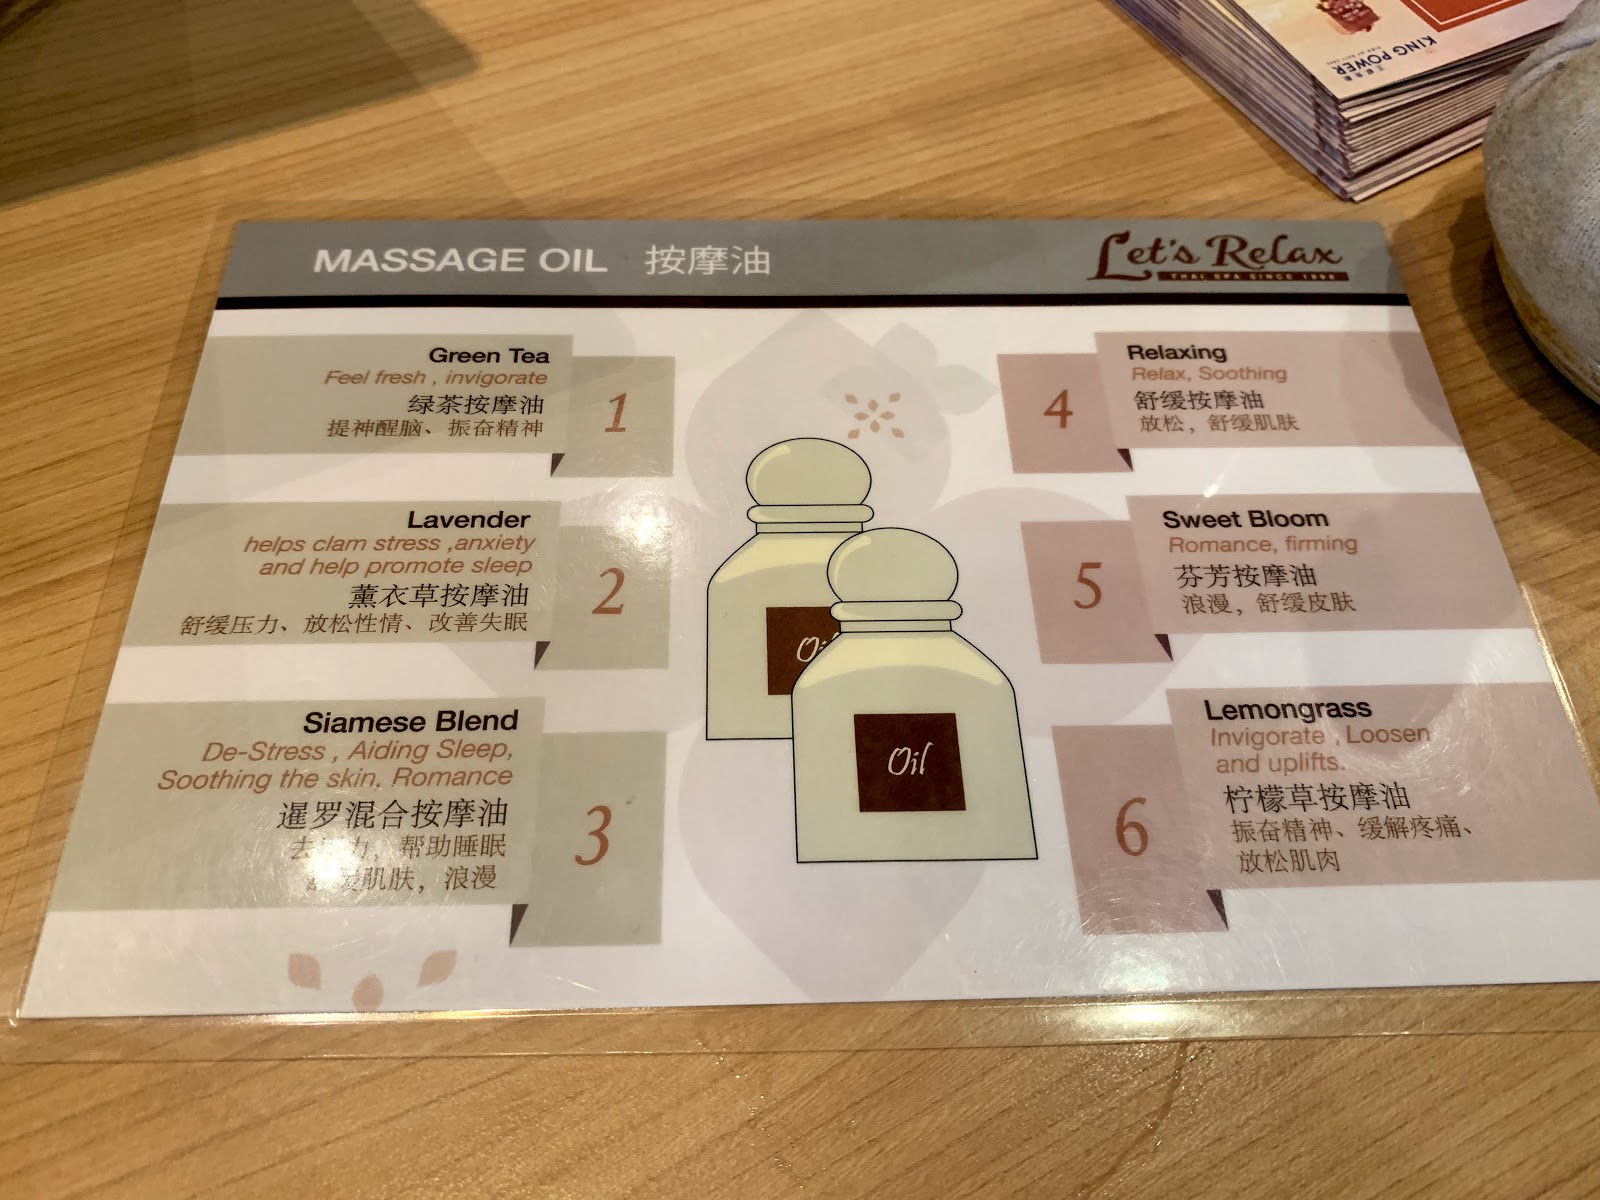 KING POWER
MASSAGE OIL 按摩油
Let's Relax
THAI SPA SINCE 1998
Green Tea
Feel fresh , invigorate
绿茶按摩油
提神醒脑、振奋精神
1
Lavender
helps clam stress ,anxiety
and help promote sleep
薰衣草按摩油
舒缓压力、放松性情、改善失眠
2
Siamese Blend
De-Stress , Aiding Sleep,
Soothing the skin, Romance
暹罗混合按摩油
去 力，帮助睡眠
肌肤，浪漫
3
Oil
Oil
4
Relaxing
Relax, Soothing
舒缓按摩油
放松，舒缓肌肤
5
Sweet Bloom
Romance, firming
芬芳按摩油
浪漫，舒缓皮肤
6
Lemongrass
Invigorate , Loosen
and uplifts.
柠檬草按摩油
振奋精神、缓解疼痛、
放松肌肉